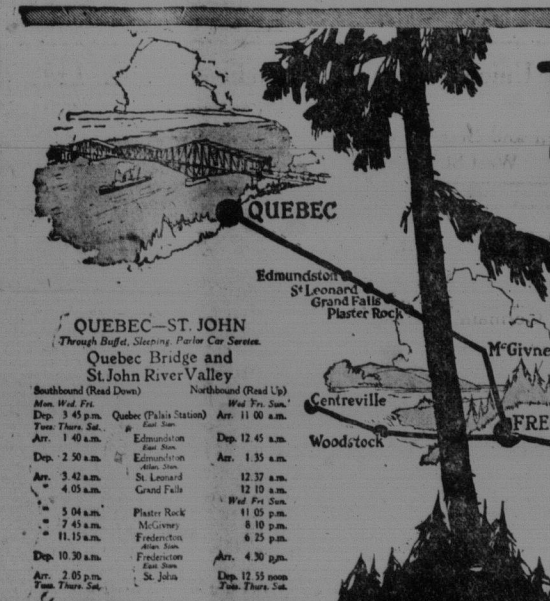 QUEBEC
Edmundston
St Leonard
Grand Falls
Plaster Rock
McGivne
Centreville
FRE
Woodstock
QUEBEC—ST. JOHN
Through Buffet, Sleeping, Parlor Car Service.
Quebec Bridge and
St. John River Valley
Southbound (Read Down) Northbound (Read Up)
Mon. Wed. Fri. Wed Fri. Sun.
Dep. 3 45 p.m. Quebec (Palais Station) Arr. 11 00 a.m.
Tues. Thurs. Sat. East. Stan.
Arr. 1 40 a.m. Edmundston Dep. 12 45 a.m.
East. Stan.
Dep. 2 50 a.m. Edmundston Arr. 1 35 a.m.
Atlan. Stan.
Arr. 3.42 a.m. St. Leonard 12.37 a.m.
" 4.05 a.m. Grand Falls 12 10 a.m.
Wed Fri Sun
" 5 04 a.m. Plaster Rock 11 05 p.m.
" 7 45 a.m. McGivney 8 10 p.m.
" 11.15 a.m. Fredericton 6 25 p.m.
Atlan. Stan.
Dep. 10.30 a.m. Fredericton Arr. 4 30 p.m.
East. Stan.
Arr. 2 05 p.m. St. John Dep. 12 55 noon
Tues. Thurs. Sat. Tues. Thurs. Sat.